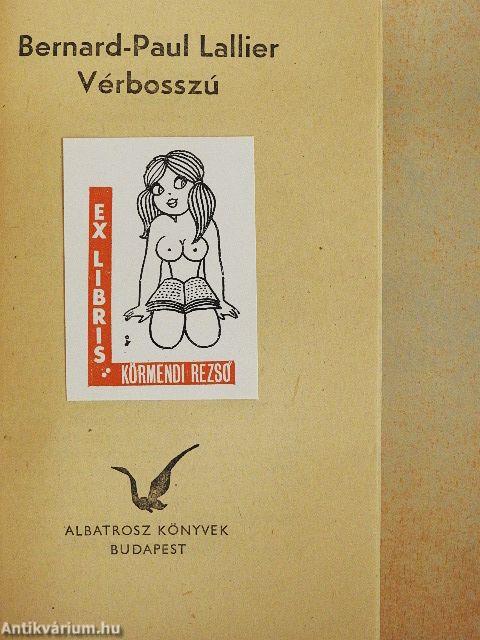 Bernard-Paul Lallier
Vérbosszú
EX LIBRIS
KÖRMENDI REZSŐ
ALBATROSZ KÖNYVEK
BUDAPEST
Antikvárium.hu